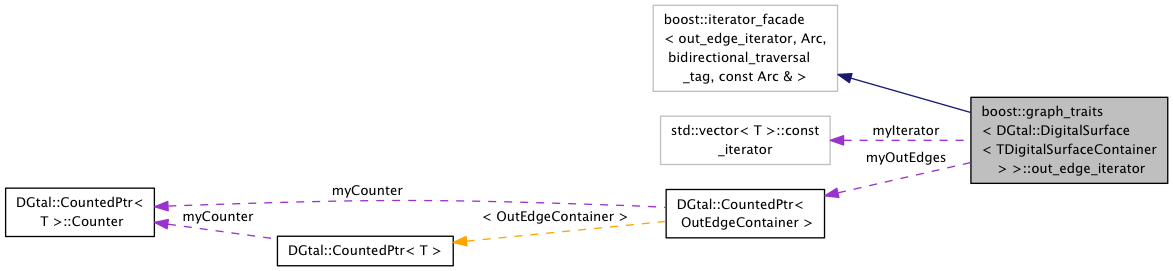 boost::iterator_facade
< out_edge_iterator, Arc,
bidirectional_traversal
_tag, const Arc & >
boost::graph_traits
< DGtal::DigitalSurface
< TDigitalSurfaceContainer
> >::out_edge_iterator
std::vector< T >::const
_iterator
myIterator
myOutEdges
DGtal::CountedPtr<
OutEdgeContainer >
myCounter
DGtal::CountedPtr<
T >::Counter
myCounter
< OutEdgeContainer >
DGtal::CountedPtr< T >